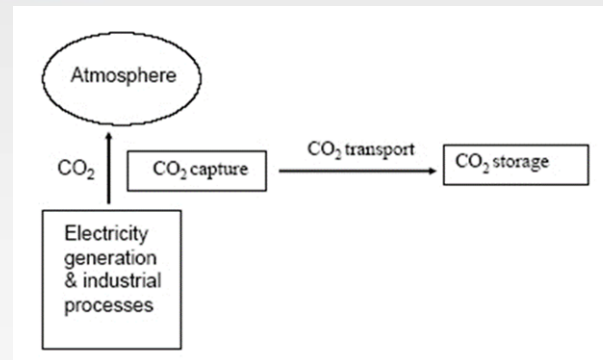 Atmosphere
CO₂
CO₂ capture
CO₂ transport
CO₂ storage
Electricity
generation
& industrial
processes